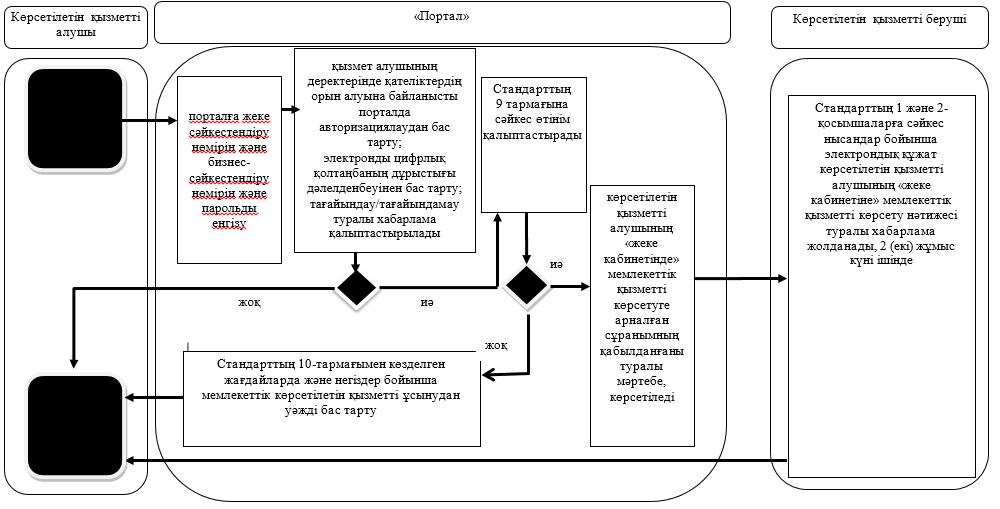 Көрсетілетін қызметті
алушы
«Портал»
Көрсетілетін қызметті беруші
порталға жеке
сәйкестендіру
нөмірін және
бизнес-
сәйкестендіру
нөмірін және
парольды
енгізу
қызмет алушының
деректерінде қателіктердің
орын алуына байланысты
порталда
авторизациялаудан бас
тарту;
электронды цифрлық
қолтаңбаның дұрыстығы
дәлелденбеуінен бас тарту;
тағайындау/тағайындамау
туралы хабарлама
қалыптастырылады
Стандарттың
9 тармағына
сәйкес өтінім
қалыптастырады
көрсетілетін
қызметті
алушының
«жеке
кабинетінде»
мемлекеттік
қызметті
көрсетуге
арналған
сұранымның
қабылданғаны
туралы
мәртебе,
көрсетіледі
Стандарттың 1 және 2-
қосымшаларға сәйкес
нысандар бойынша
электрондық құжат
көрсетілетін қызметті
алушының «жеке
кабинетіне» мемлекеттік
қызметті көрсету нәтижесі
туралы хабарлама
жолданады, 2 (екі) жұмыс
күні ішінде
иә
жоқ
иә
жоқ
Стандарттың 10-тармағымен көзделген
жағдайларда және негіздер бойынша
мемлекеттік көрсетілетін қызметті ұсынудан
уәжді бас тарту